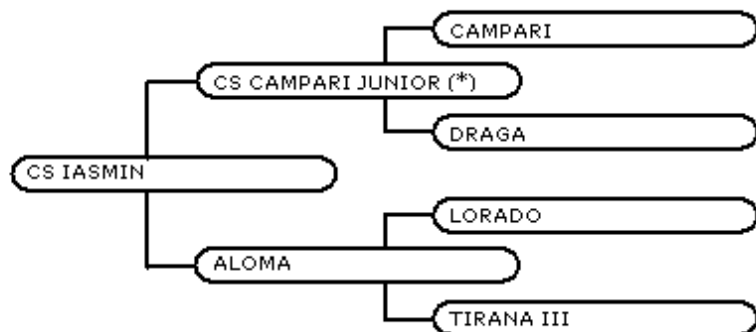 CAMPARI
CS CAMPARI JUNIOR (*)
DRAGA
CS IASMIN
LORADO
ALOMA
TIRANA III